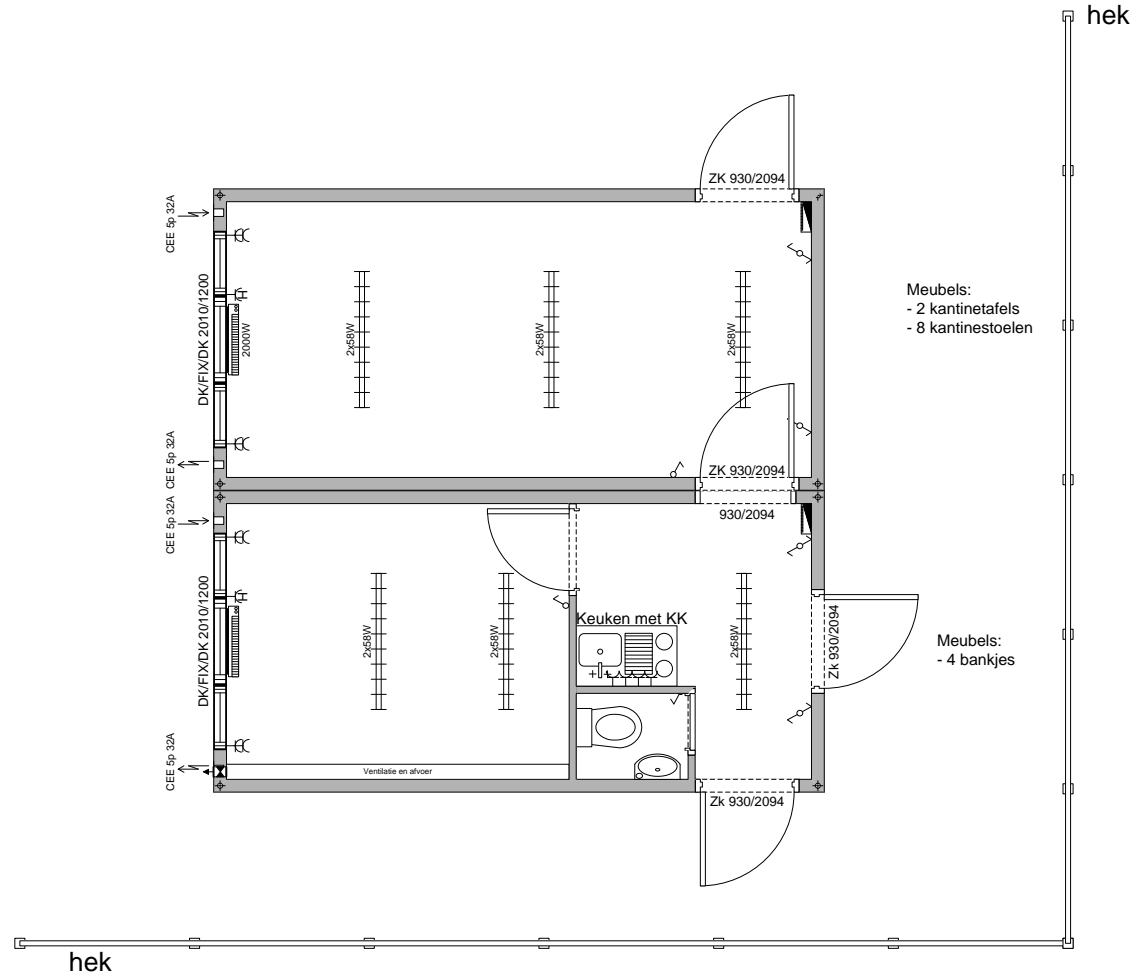 hek
ZK 930/2094
CEE 5p 32A
DK/FIX/DK 2010/1200
2000W
2x58W
2x58W
2x58W
Meubels:
- 2 kantinetafels
- 8 kantinestoelen
CEE 5p 32A
ZK 930/2094
CEE 5p 32A
930/2094
DK/FIX/DK 2010/1200
2x58W
2x58W
Keuken met KK
2x58W
Zk 930/2094
Meubels:
- 4 bankjes
CEE 5p 32A
Ventilatie en afvoer
Zk 930/2094
hek